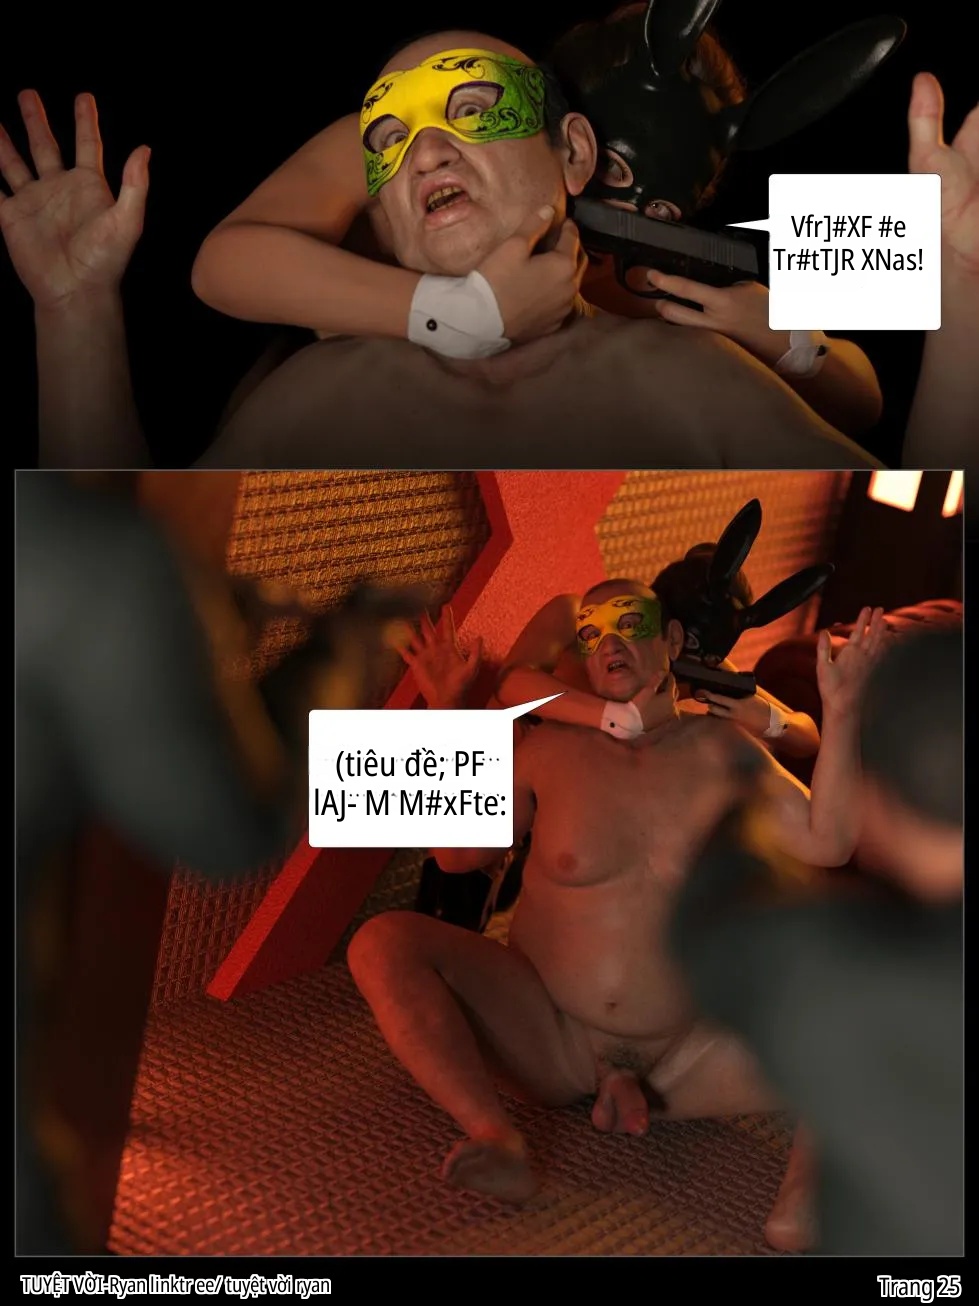 Vfr]#XF #e
Tr#tTJR XNas!
(tiêu đề; PF
lAJ- M M#xFte:
TUYỆT VỜI-Ryan linktr ee/ tuyệt vời ryan
Trang 25